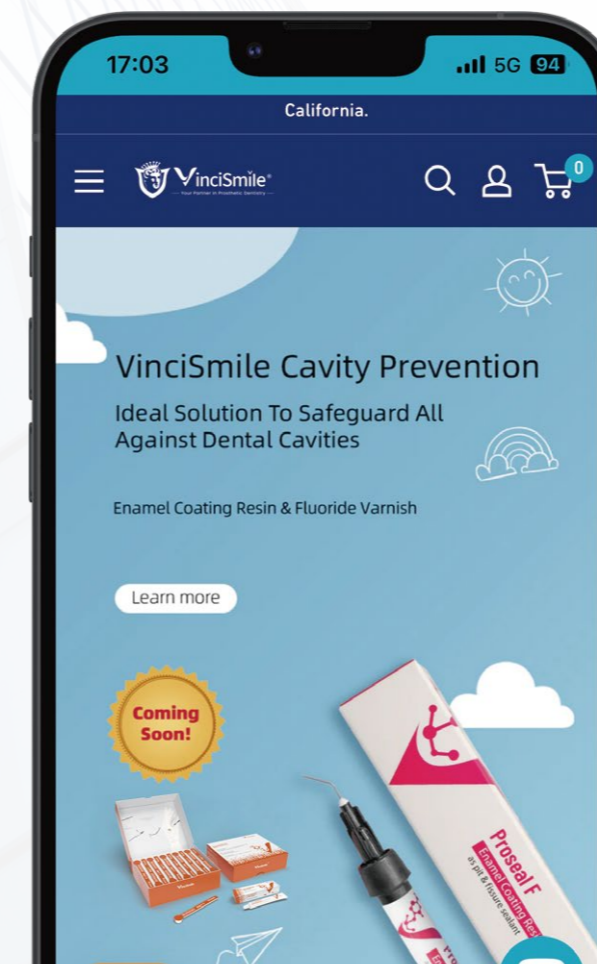 17:03
5G 94
California.
VinciSmile®
Your Partner in Prosthetic Dentistry
0
VinciSmile Cavity Prevention
Ideal Solution To Safeguard All
Against Dental Cavities
Enamel Coating Resin & Fluoride Varnish
Learn more
Coming
Soon!
Proseal F
Enamel Coating Res
as pit & fissure sealant